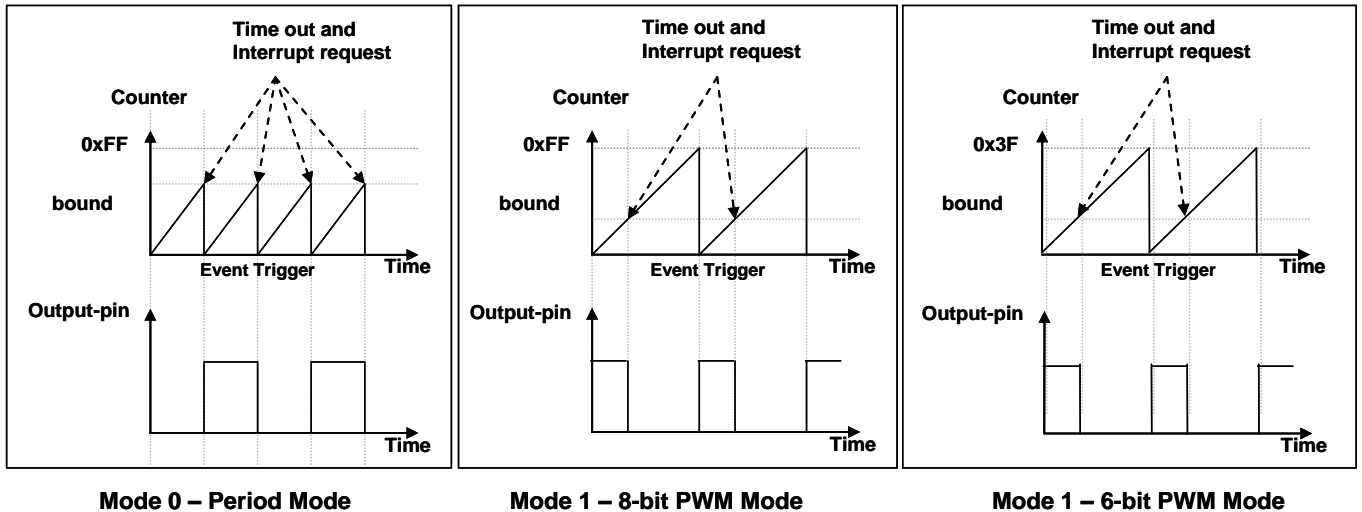 Time out and
Interrupt request
Counter
0xFF
bound
Event Trigger
Time
Output-pin
Time
Mode 0 – Period Mode
Time out and
Interrupt request
Counter
0xFF
bound
Event Trigger
Time
Output-pin
Time
Mode 1 – 8-bit PWM Mode
Time out and
Interrupt request
Counter
0x3F
bound
Event Trigger
Time
Output-pin
Time
Mode 1 – 6-bit PWM Mode